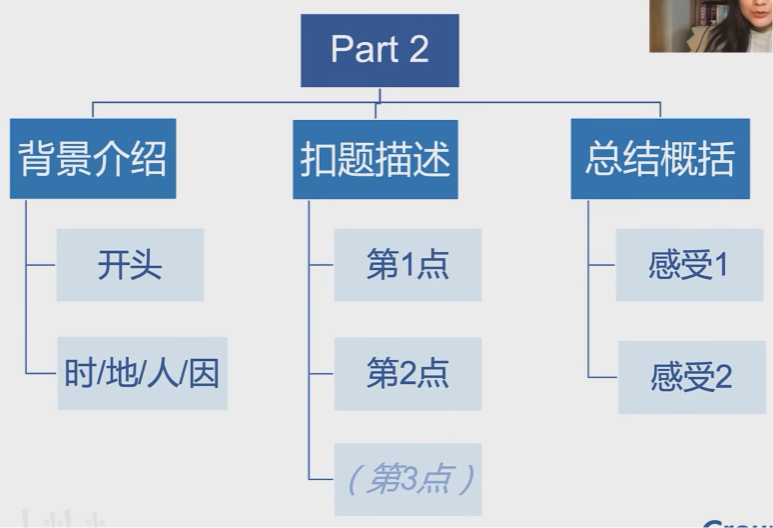 Part 2
背景介绍
扣题描述
总结概括
开头
第1点
感受1
时/地/人/因
第2点
感受2
（第3点）